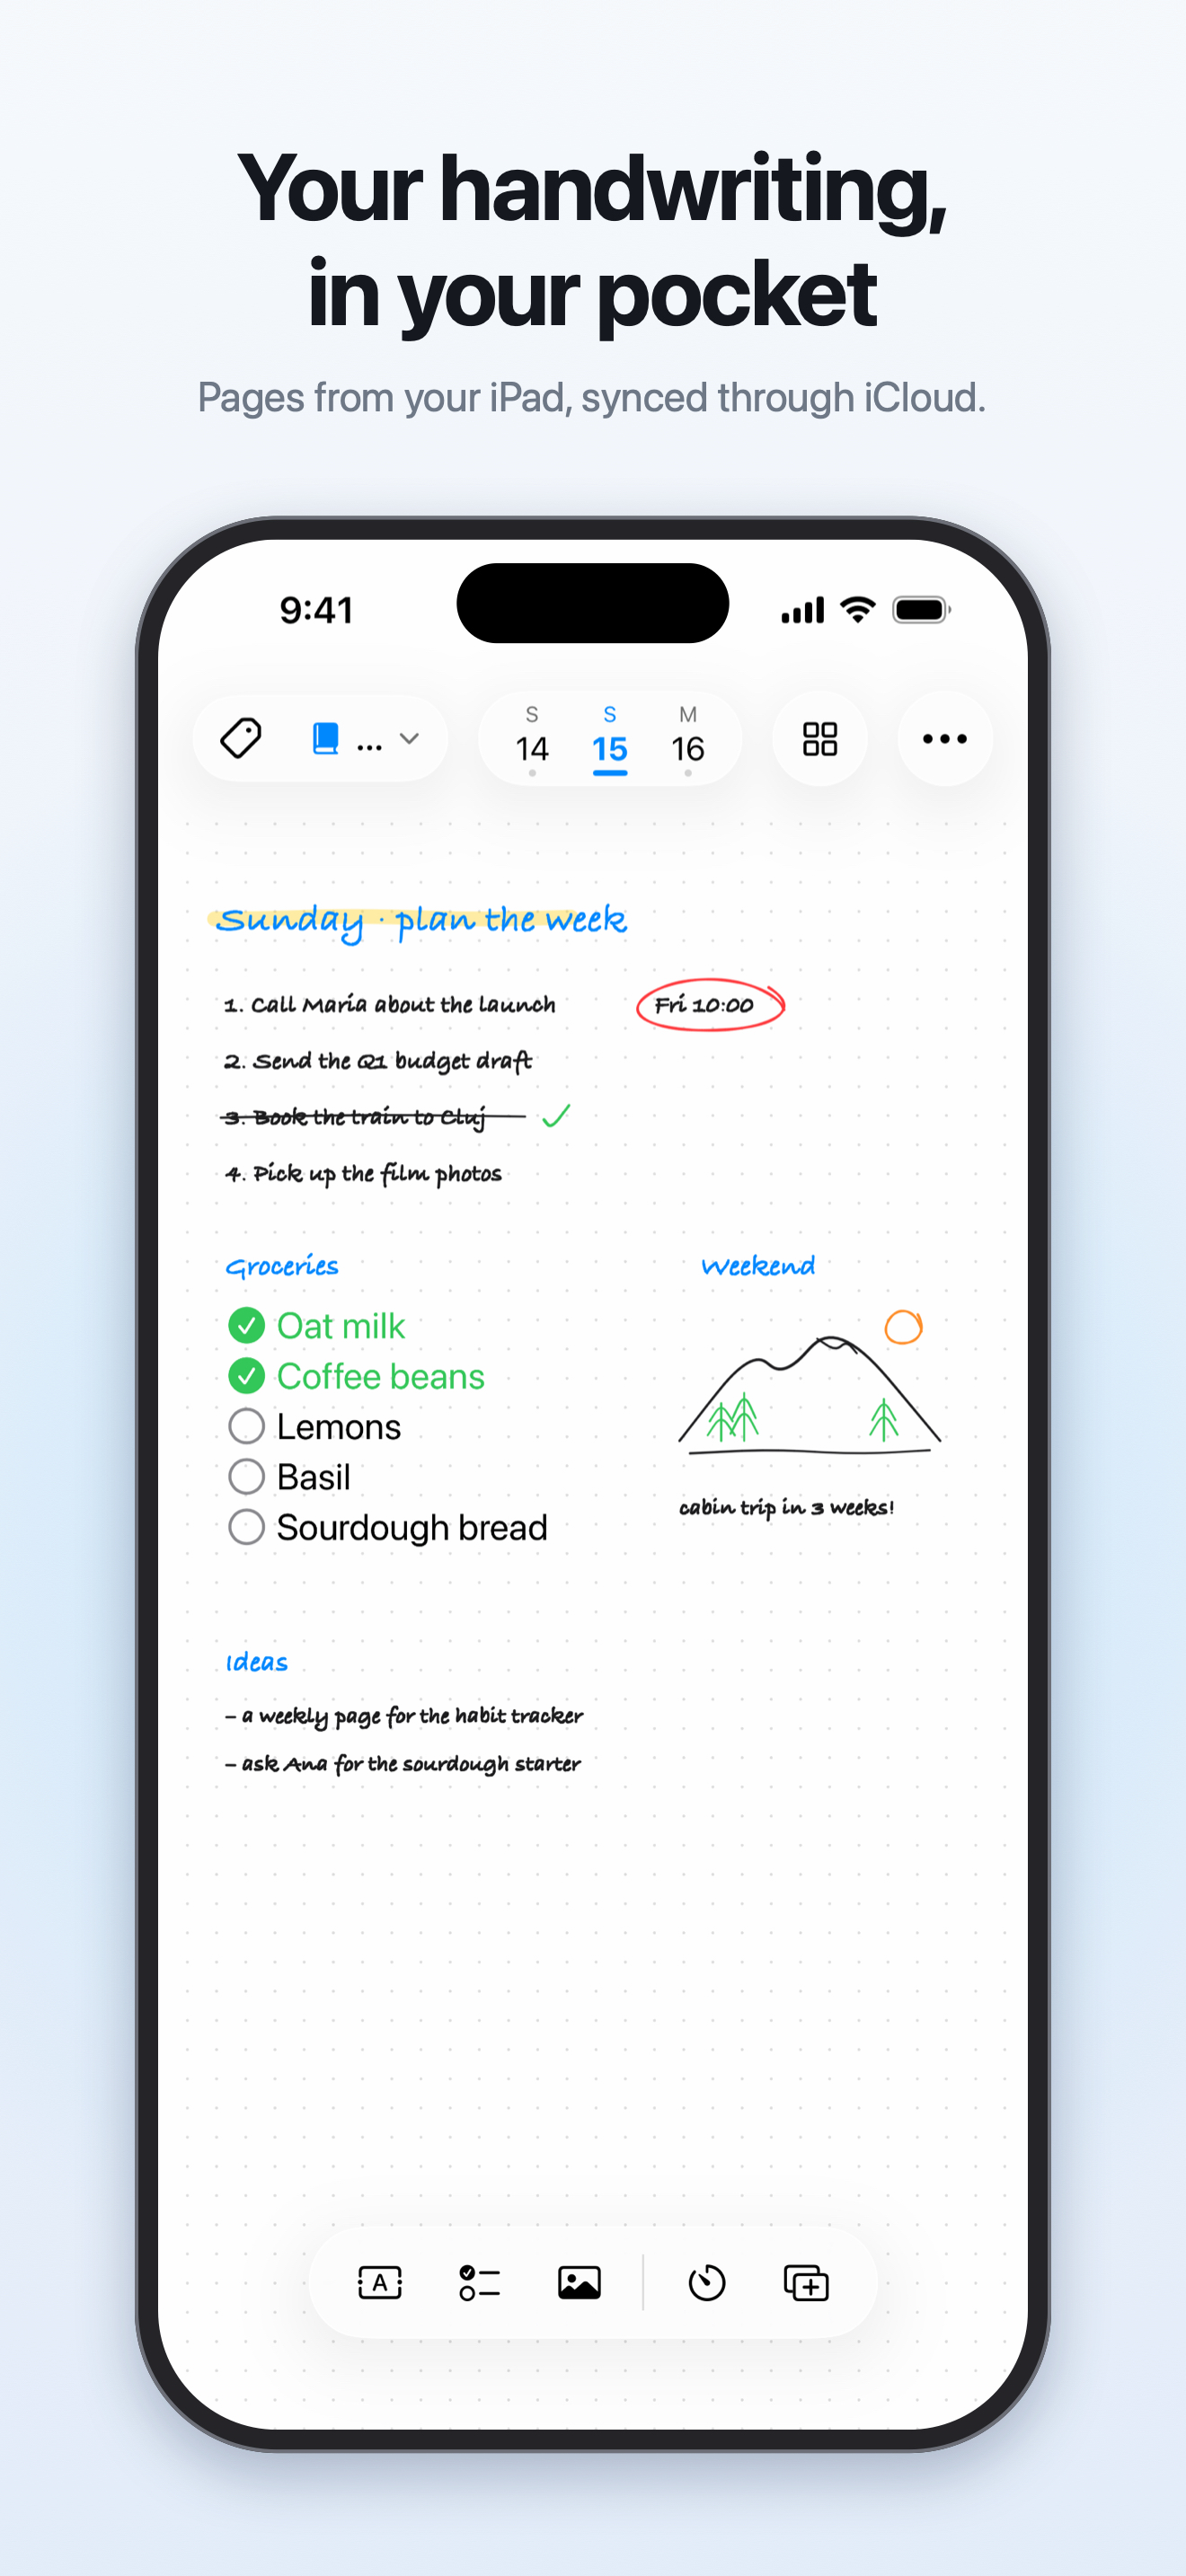 Your handwriting,
in your pocket
Pages from your iPad, synced through iCloud.
9:41
S S M
... 14 15 16
Sunday · plan the week
1. Call Maria about the launch Fri 10:00
2. Send the Q1 budget draft
3. Book the train to Cluj
4. Pick up the film photos
Groceries
Oat milk
Coffee beans
Lemons
Basil
Sourdough bread
Weekend
cabin trip in 3 weeks!
Ideas
– a weekly page for the habit tracker
– ask Ana for the sourdough starter
A